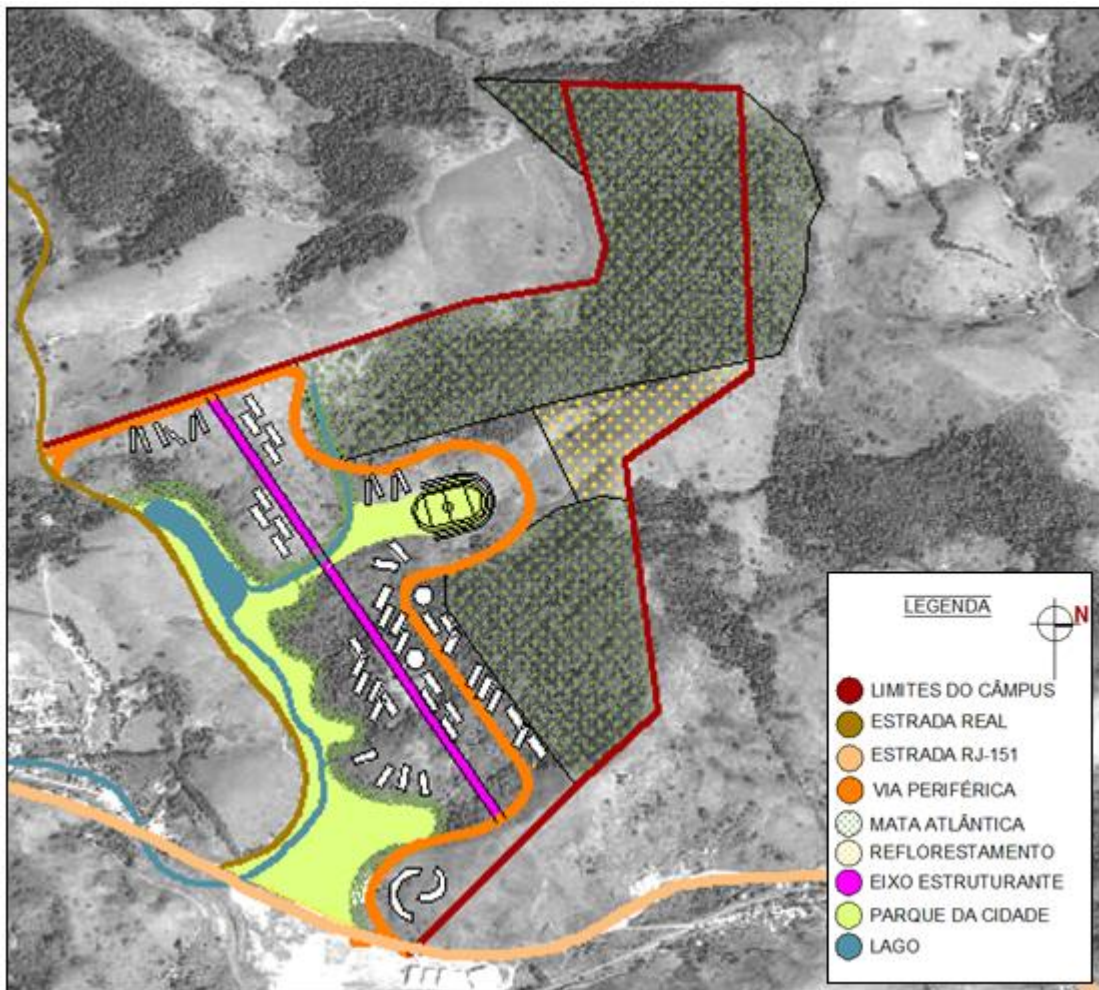 LEGENDA
N
LIMITES DO CÂMPUS
ESTRADA REAL
ESTRADA RJ-151
VIA PERIFÉRICA
MATA ATLÂNTICA
REFLORESTAMENTO
EIXO ESTRUTURANTE
PARQUE DA CIDADE
LAGO